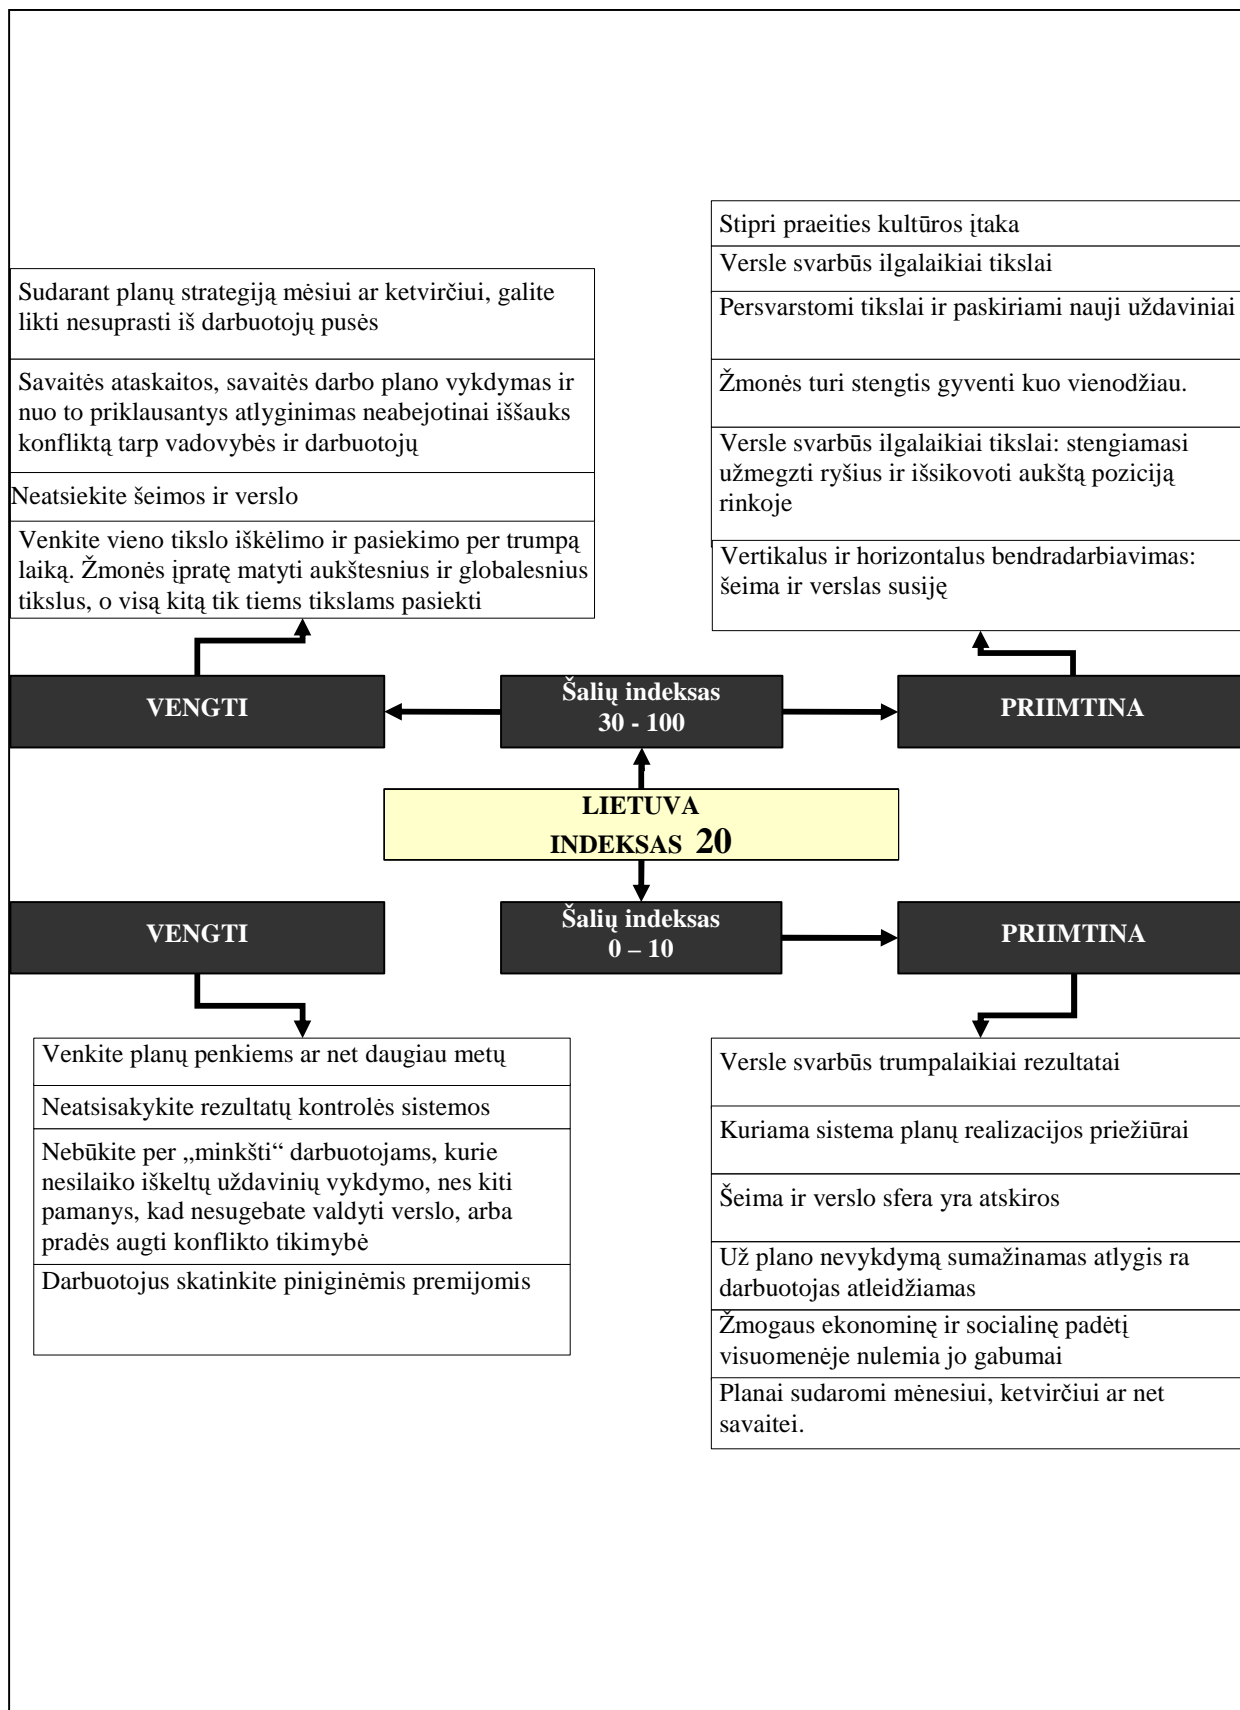 Stipri praeities kultūros įtaka
Versle svarbūs ilgalaikiai tikslai
Persvarstomi tikslai ir paskiriami nauji uždaviniai
Žmonės turi stengtis gyventi kuo vienodžiau.
Versle svarbūs ilgalaikiai tikslai: stengiamasi
užmegzti ryšius ir išsikovoti aukštą poziciją
rinkoje
Vertikalus ir horizontalus bendradarbiavimas:
šeima ir verslas susiję
Sudarant planų strategiją mėsiui ar ketvirčiui, galite
likti nesuprasti iš darbuotojų pusės
Savaitės ataskaitos, savaitės darbo plano vykdymas ir
nuo to priklausantys atlyginimas neabejotinai iššauks
konfliktą tarp vadovybės ir darbuotojų
Neatsiekite šeimos ir verslo
Venkite vieno tikslo iškėlimo ir pasiekimo per trumpą
laiką. Žmonės įpratę matyti aukštesnius ir globalesnius
tikslus, o visą kitą tik tiems tikslams pasiekti
VENGTI
Šalių indeksas
30 - 100
PRIIMTINA
LIETUVA
INDEKSAS 20
VENGTI
Šalių indeksas
0 – 10
PRIIMTINA
Venkite planų penkiems ar net daugiau metų
Neatsisakykite rezultatų kontrolės sistemos
Nebūkite per „minkšti“ darbuotojams, kurie
nesilaiko iškeltų uždavinių vykdymo, nes kiti
pamanys, kad nesugebate valdyti verslo, arba
pradės augti konflikto tikimybė
Darbuotojus skatinkite piniginėmis premijomis
Versle svarbūs trumpalaikiai rezultatai
Kuriama sistema planų realizacijos priežiūrai
Šeima ir verslo sfera yra atskiros
Už plano nevykdymą sumažinamas atlygis ra
darbuotojas atleidžiamas
Žmogaus ekonominę ir socialinę padėtį
visuomenėje nulemia jo gabumai
Planai sudaromi mėnesiui, ketvirčiui ar net
savaitei.